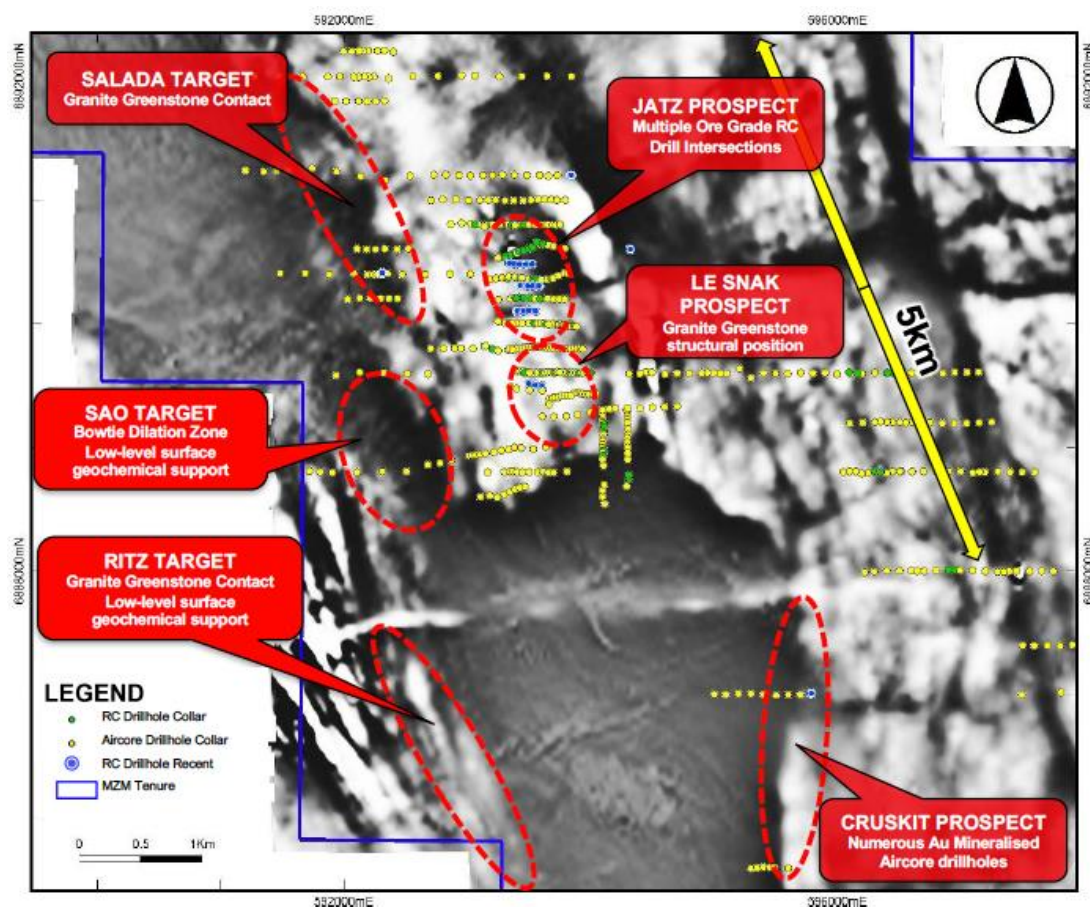 592000mE
596000mE
6892000mN
6892000mN
SALADA TARGET
Granite Greenstone Contact
JATZ PROSPECT
Multiple Ore Grade RC
Drill Intersections
LE SNAK
PROSPECT
Granite Greenstone
structural position
5km
SAO TARGET
Bowtie Dilation Zone
Low-level surface
geochemical support
RITZ TARGET
Granite Greenstone Contact
Low-level surface
geochemical support
6888000mN
6888000mN
LEGEND
RC Drillhole Collar
Aircore Drillhole Collar
RC Drillhole Recent
MZM Tenure
0 0.5 1Km
CRUSKIT PROSPECT
Numerous Au Mineralised
Aircore drillholes
592000mE
596000mE